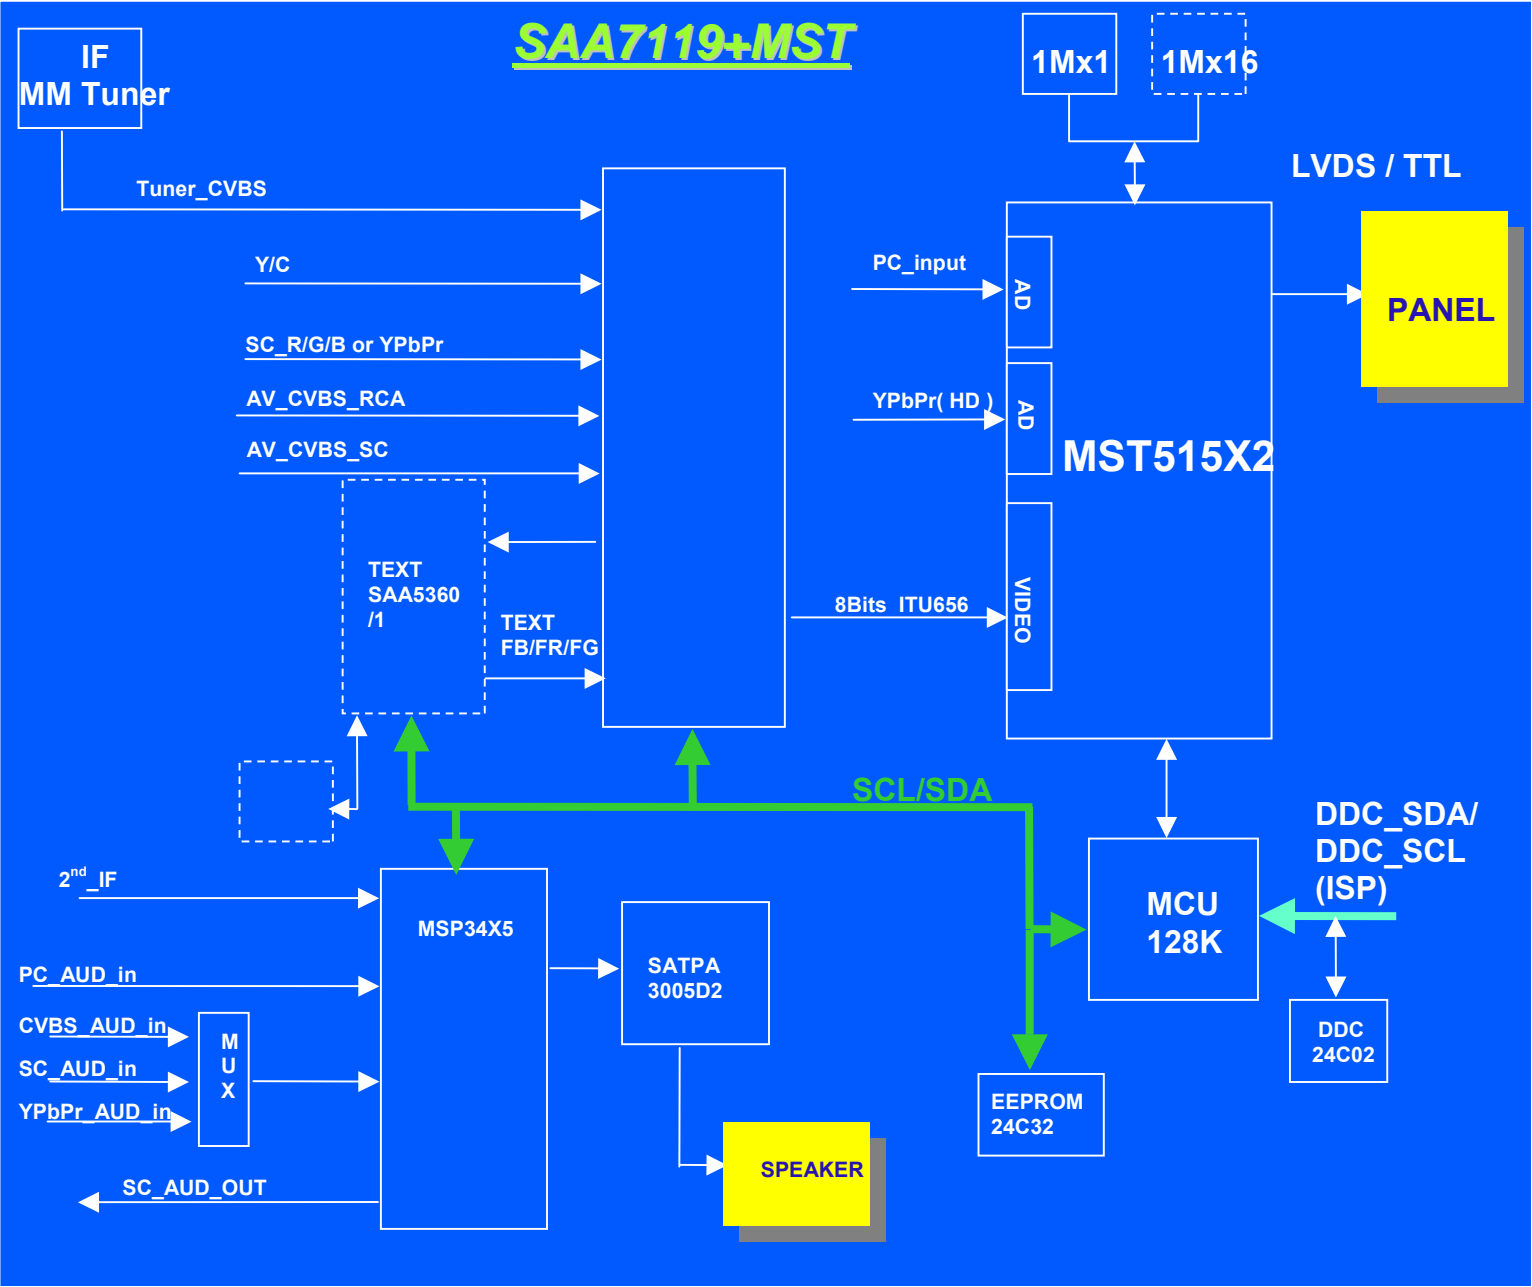 SAA7119+MST
IF
MM Tuner
1Mx1
1Mx16
LVDS / TTL
Tuner_CVBS
Y/C
PC_input
AD
PANEL
SC_R/G/B or YPbPr
AV_CVBS_RCA
YPbPr( HD )
AD
AV_CVBS_SC
MST515X2
TEXT
SAA5360
/1
TEXT
FB/FR/FG
8Bits ITU656
VIDEO
SCL/SDA
DDC_SDA/
DDC_SCL
(ISP)
2nd_IF
MSP34X5
MCU
128K
PC_AUD_in
SATPA
3005D2
CVBS_AUD_in
SC_AUD_in
YPbPr_AUD_in
M
U
X
DDC
24C02
EEPROM
24C32
SPEAKER
SC_AUD_OUT